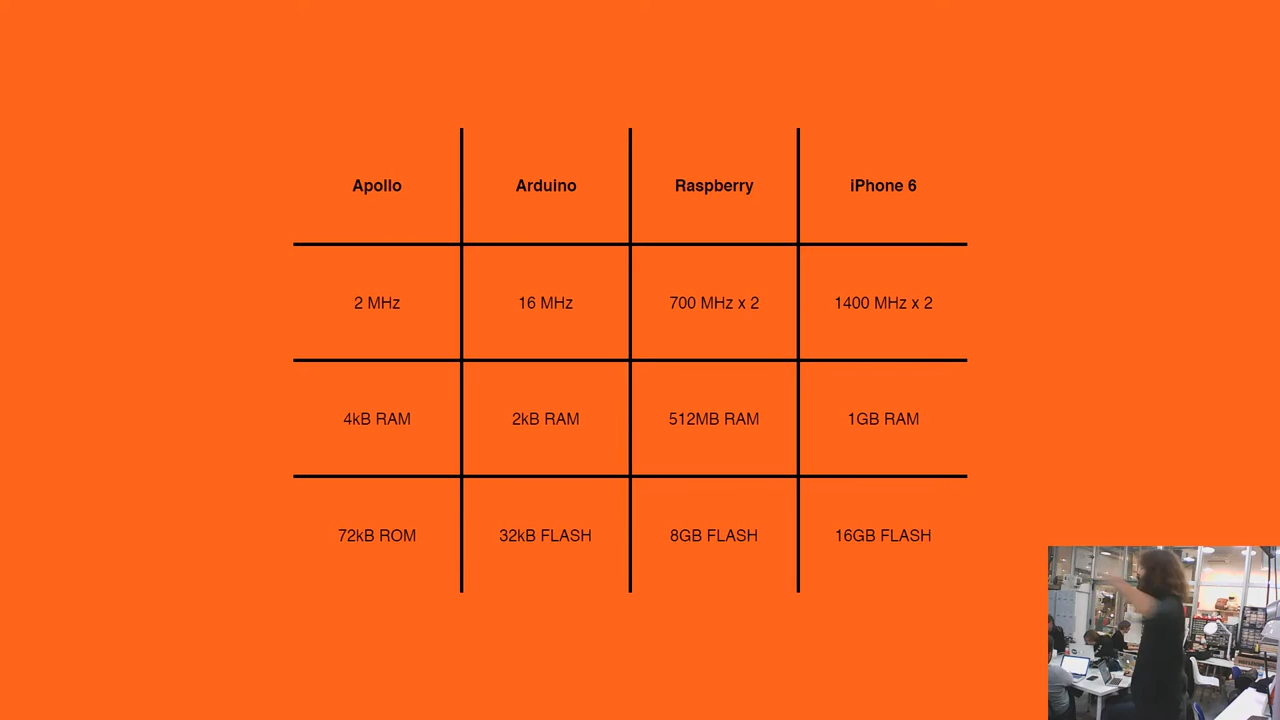 Apollo Arduino Raspberry iPhone 6
2 MHz 16 MHz 700 MHz x 2 1400 MHz x 2
4kB RAM 2kB RAM 512MB RAM 1GB RAM
72kB ROM 32kB FLASH 8GB FLASH 16GB FLASH